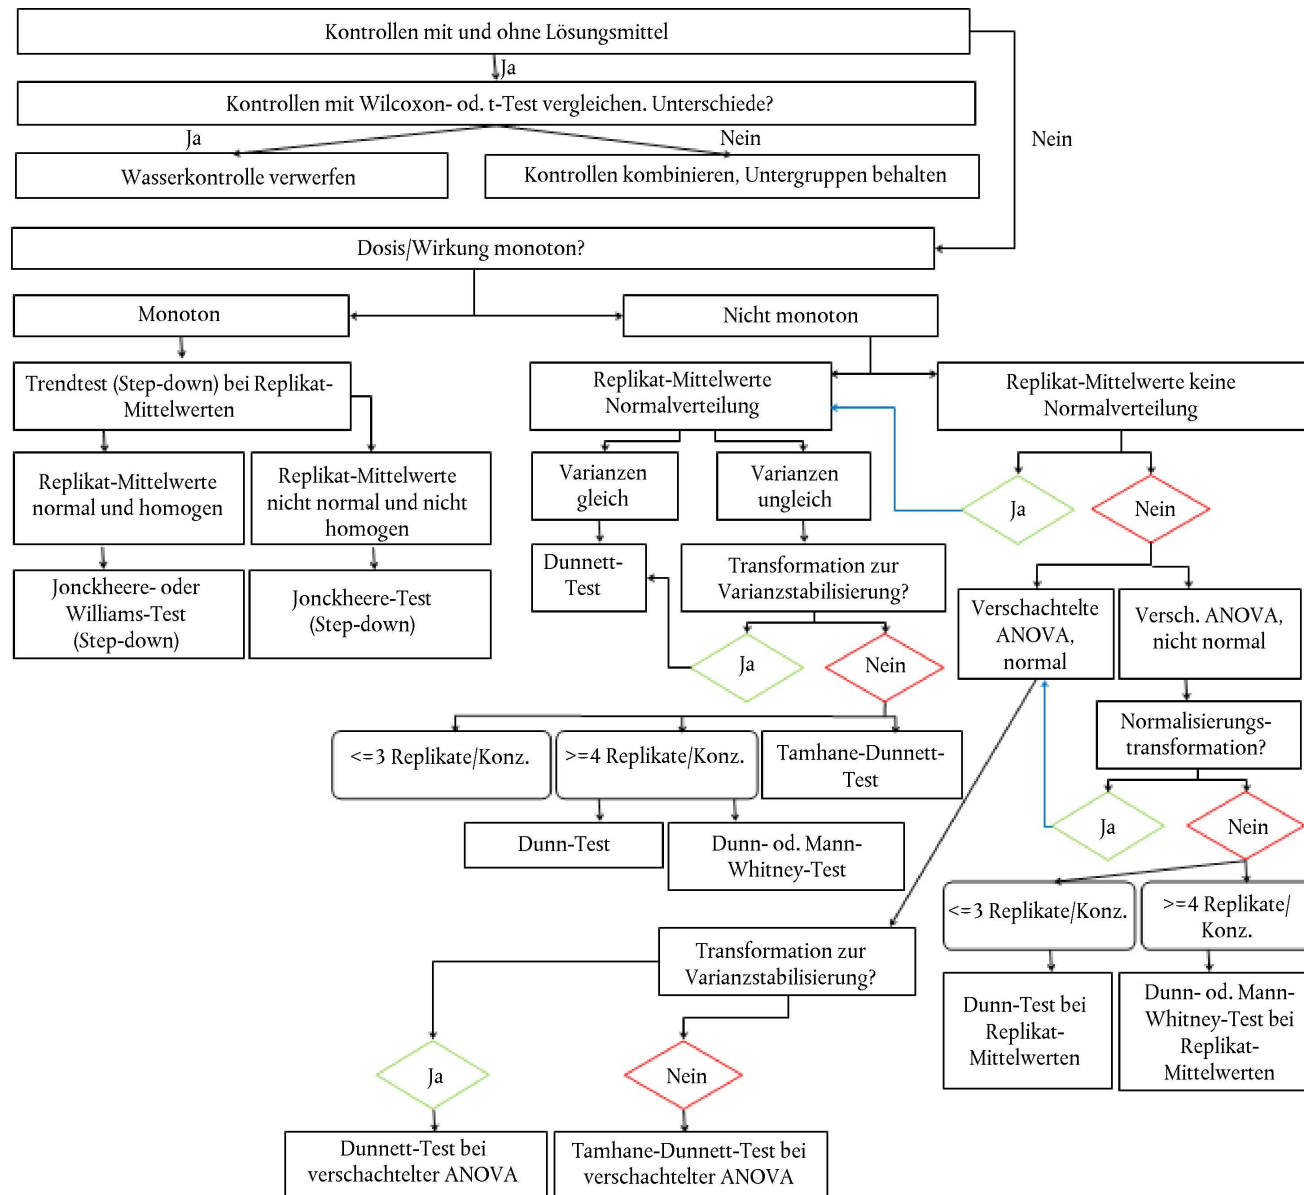 Kontrollen mit und ohne Lösungsmittel
Ja
Kontrollen mit Wilcoxon- od. t-Test vergleichen. Unterschiede?
Ja
Nein
Nein
Wasserkontrolle verwerfen
Kontrollen kombinieren, Untergruppen behalten
Dosis/Wirkung monoton?
Monoton
Nicht monoton
Trendtest (Step-down) bei Replikat-
Mittelwerten
Replikat-Mittelwerte
Normalverteilung
Replikat-Mittelwerte keine
Normalverteilung
Replikat-Mittelwerte
normal und homogen
Replikat-Mittelwerte
nicht normal und nicht
homogen
Varianzen
gleich
Varianzen
ungleich
Ja
Nein
Jonckheere- oder
Williams-Test
(Step-down)
Jonckheere-Test
(Step-down)
Dunnett-
Test
Transformation zur
Varianzstabilisierung?
Verschachtelte
ANOVA,
normal
Versch. ANOVA,
nicht normal
Ja
Nein
Normalisierungs-
transformation?
<=3 Replikate/Konz.
>=4 Replikate/Konz.
Tamhane-Dunnett-
Test
Ja
Nein
Dunn-Test
Dunn- od. Mann-
Whitney-Test
<=3 Replikate/Konz.
>=4 Replikate/
Konz.
Transformation zur
Varianzstabilisierung?
Dunn-Test bei
Replikat-
Mittelwerten
Dunn- od. Mann-
Whitney-Test bei
Replikat-
Mittelwerten
Ja
Nein
Dunnett-Test bei
verschachtelter ANOVA
Tamhane-Dunnett-Test bei
verschachtelter ANOVA